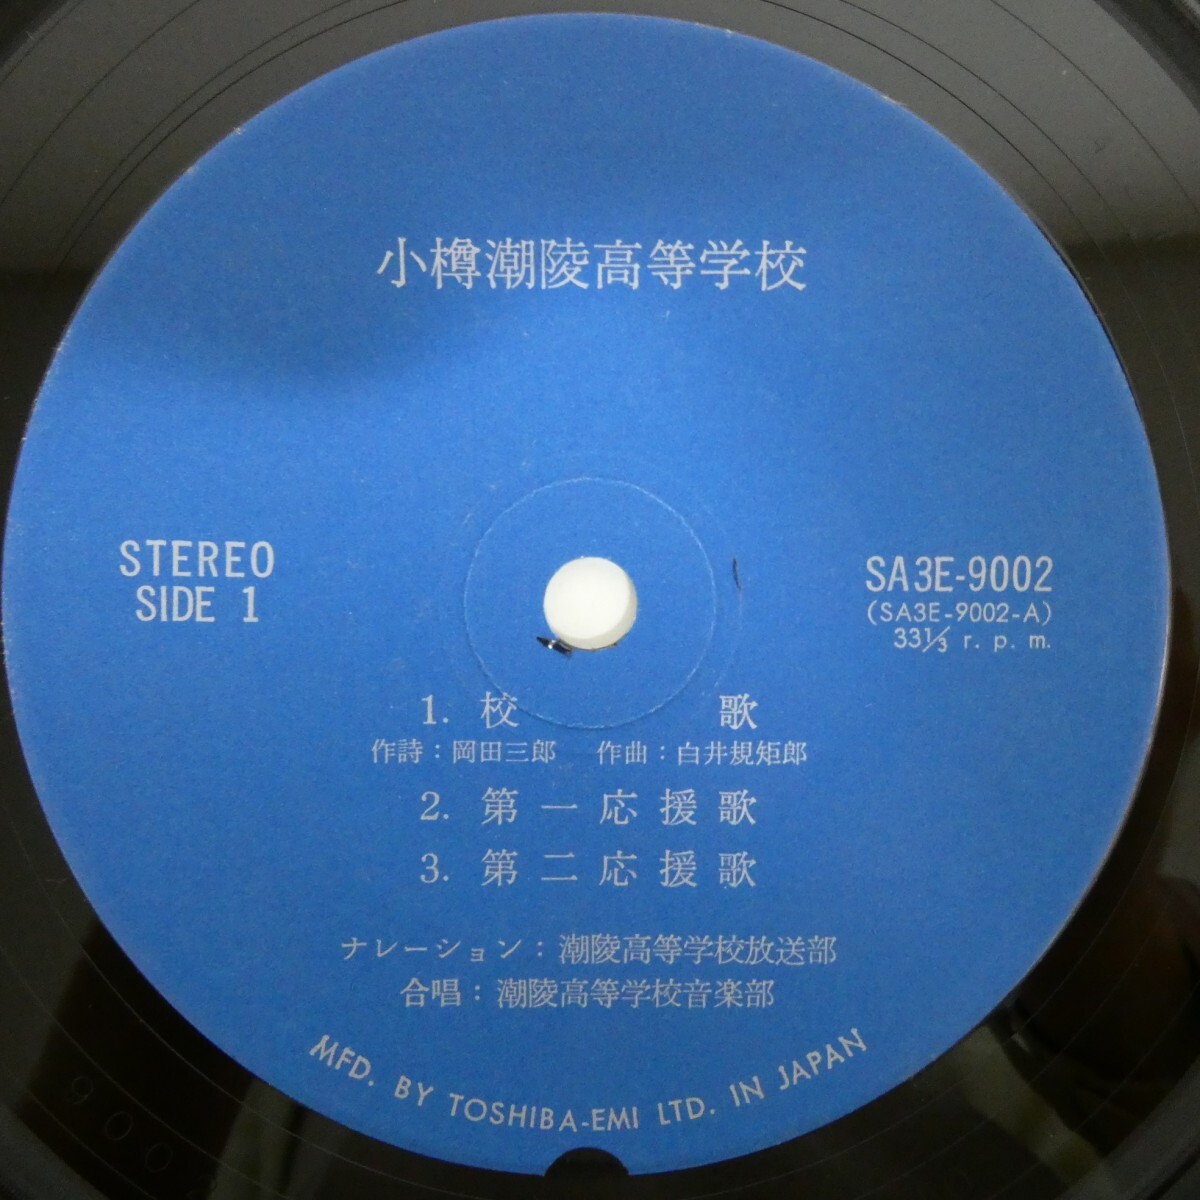 小樽潮陵高等学校
STEREO
SIDE 1
SA3E-9002
(SA3E-9002-A)
33⅓ r. p. m.
1. 校 歌
作詩：岡田三郎 作曲：白井規矩郎
2. 第一応援歌
3. 第二応援歌
ナレーション：潮陵高等学校放送部
合唱：潮陵高等学校音楽部
MFD. BY TOSHIBA-EMI LTD. IN JAPAN